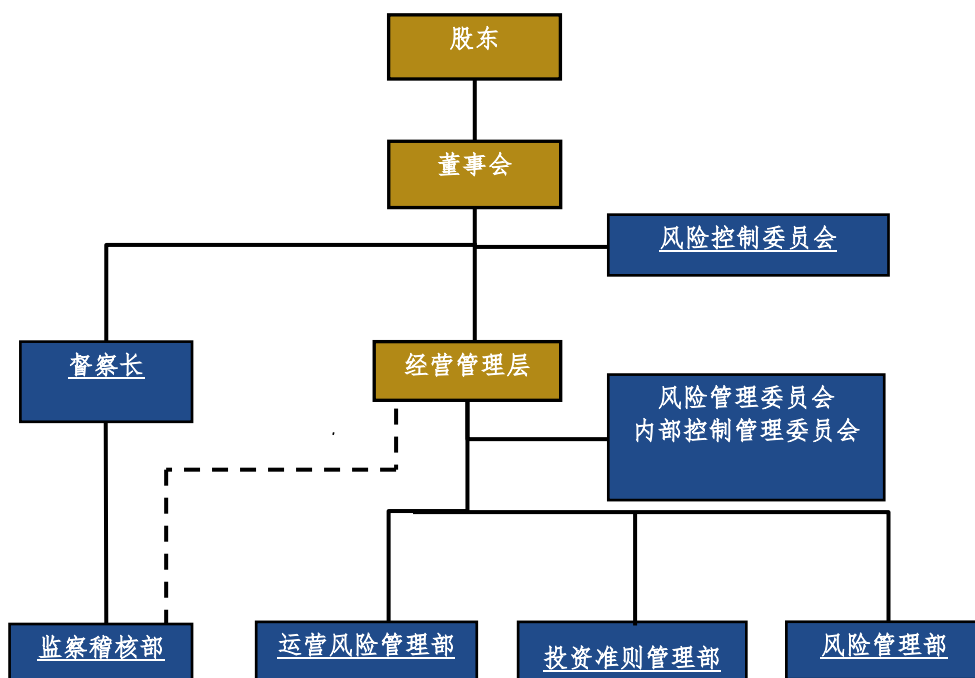 股东
董事会
风险控制委员会
督察长
经营管理层
风险管理委员会
内部控制管理委员会
监察稽核部
运营风险管理部
投资准则管理部
风险管理部